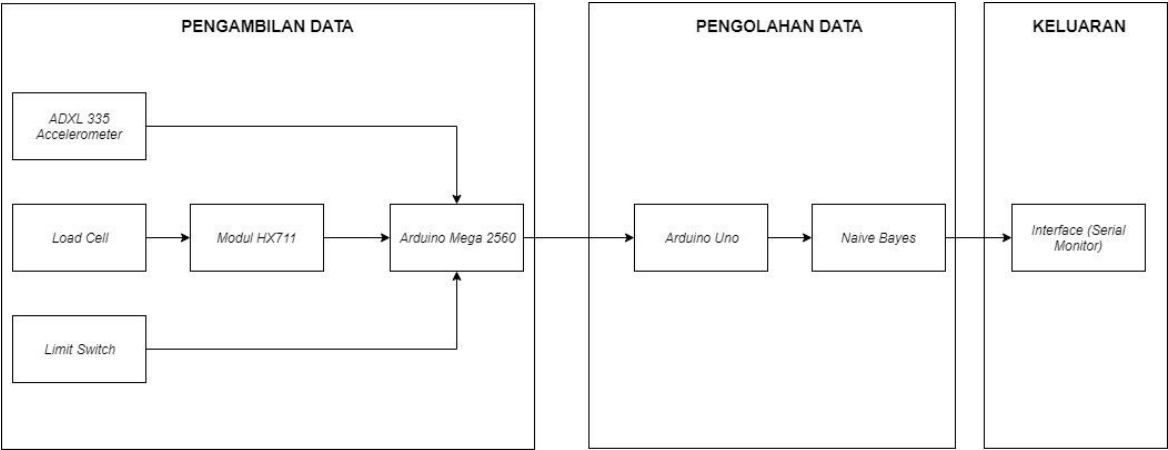 PENGAMBILAN DATA
PENGOLAHAN DATA
KELUARAN
ADXL 335
Accelerometer
Load Cell
Modul HX711
Arduino Mega 2560
Arduino Uno
Naive Bayes
Interface (Serial
Monitor)
Limit Switch